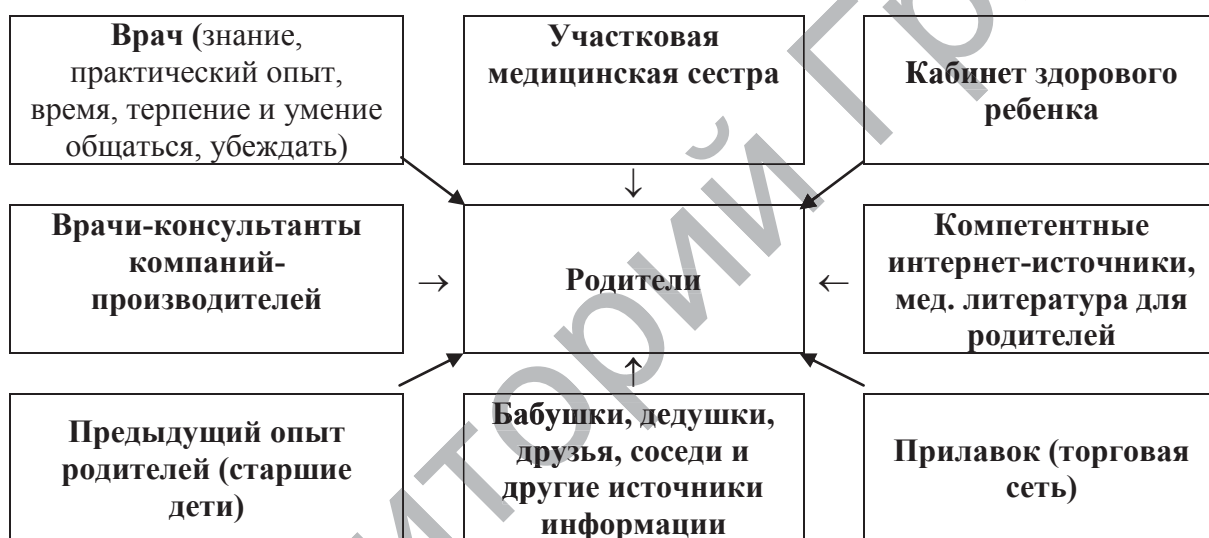 Врач (знание,
практический опыт,
время, терпение и умение
общаться, убеждать)
Участковая
медицинская сестра
Кабинет здорового
ребенка
Врачи-консультанты
компаний-
производителей
Родители
Компетентные
интернет-источники,
мед. литература для
родителей
Предыдущий опыт
родителей (старшие
дети)
Бабушки, дедушки,
друзья, соседи и
другие источники
информации
Прилавок (торговая
сеть)
иторий Гр